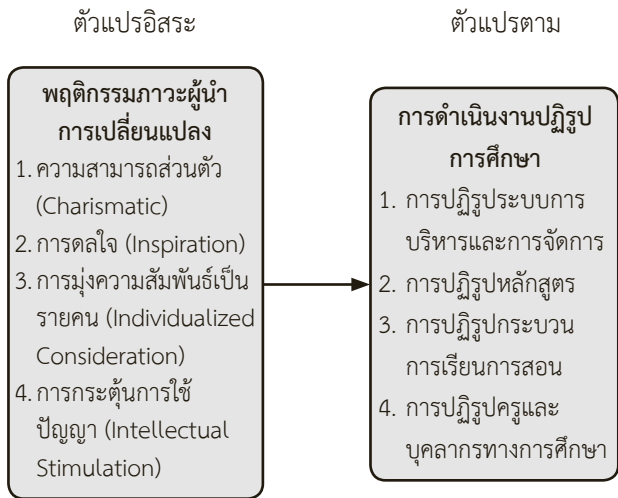 ตัวแปรอิสระ
พฤติกรรมภาวะผู้นำ
การเปลี่ยนแปลง
1. ความสามารถส่วนตัว
(Charismatic)
2. การดลใจ (Inspiration)
3. การมุ่งความสัมพันธ์เป็น
รายคน (Individualized
Consideration)
4. การกระตุ้นการใช้
ปัญญา (Intellectual
Stimulation)
ตัวแปรตาม
การดำเนินงานปฏิรูป
การศึกษา
1. การปฏิรูประบบการ
บริหารและการจัดการ
2. การปฏิรูปหลักสูตร
3. การปฏิรูปกระบวน
การเรียนการสอน
4. การปฏิรูปครูและ
บุคลากรทางการศึกษา